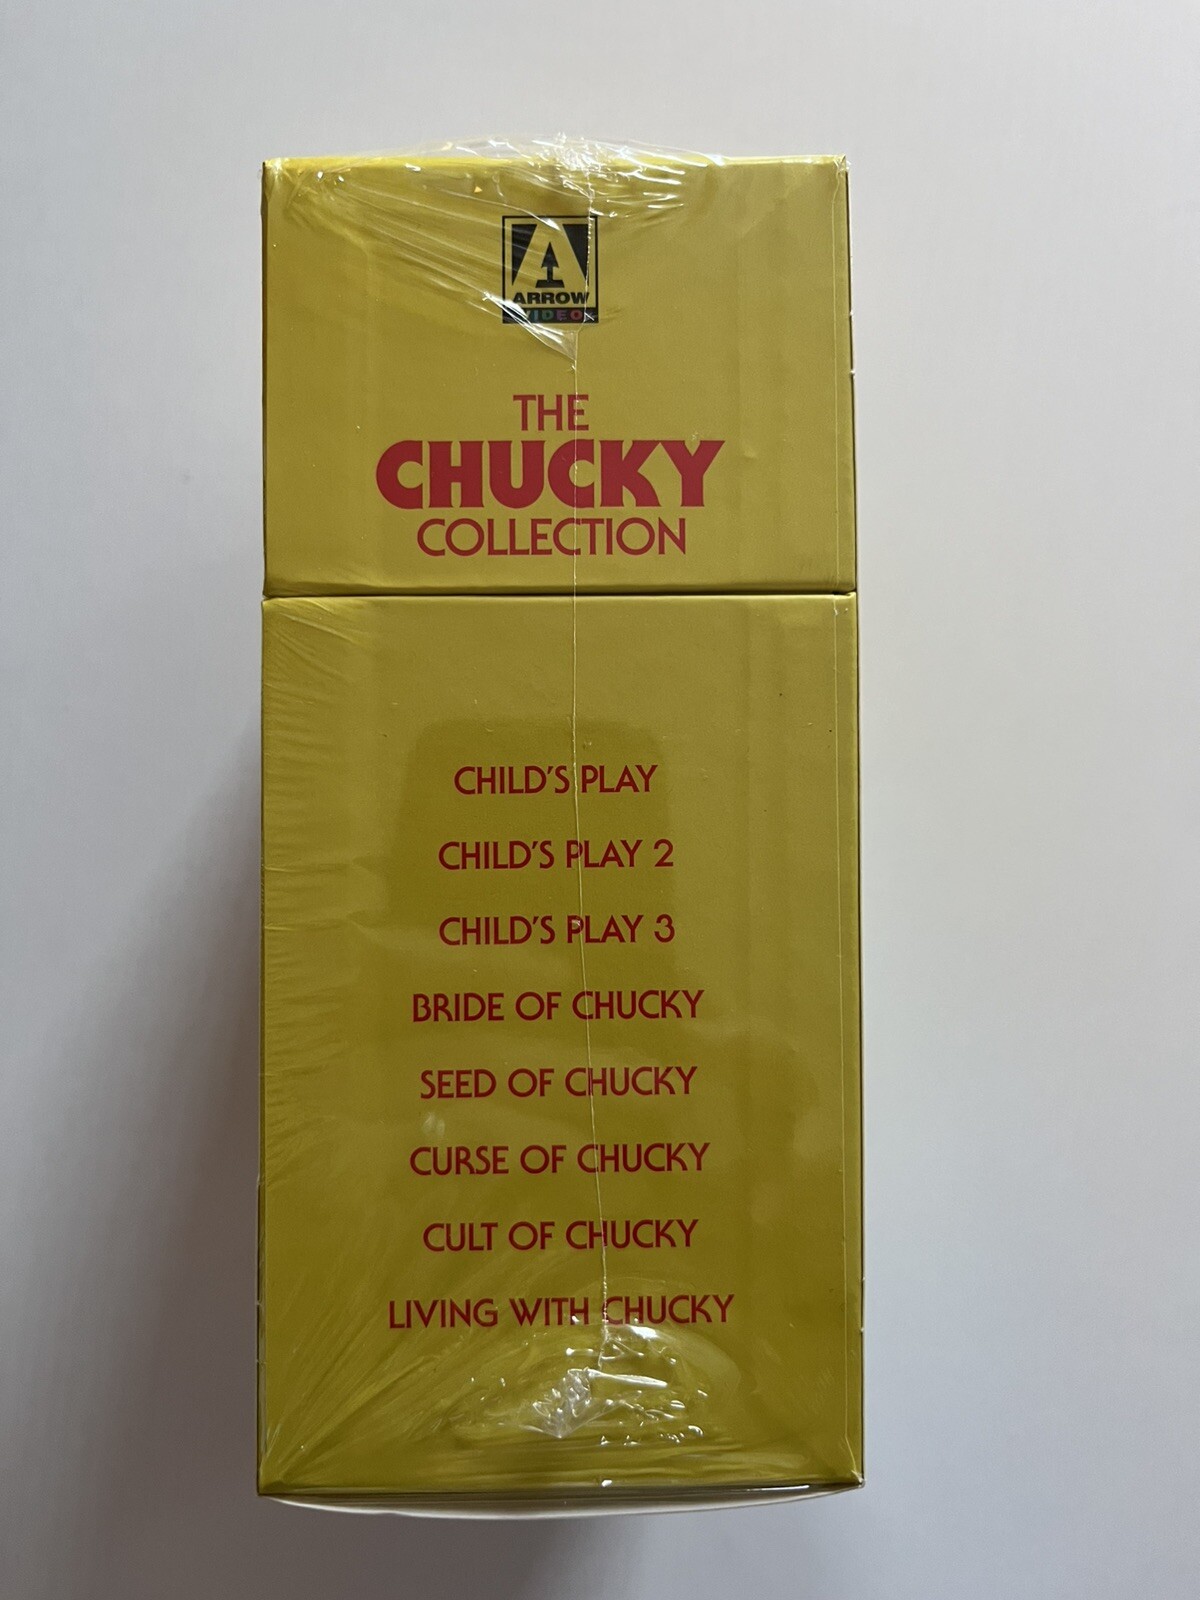 ARROW
VIDEO
THE
CHUCKY
COLLECTION
CHILD'S PLAY
CHILD'S PLAY 2
CHILD'S PLAY 3
BRIDE OF CHUCKY
SEED OF CHUCKY
CURSE OF CHUCKY
CULT OF CHUCKY
LIVING WITH CHUCKY